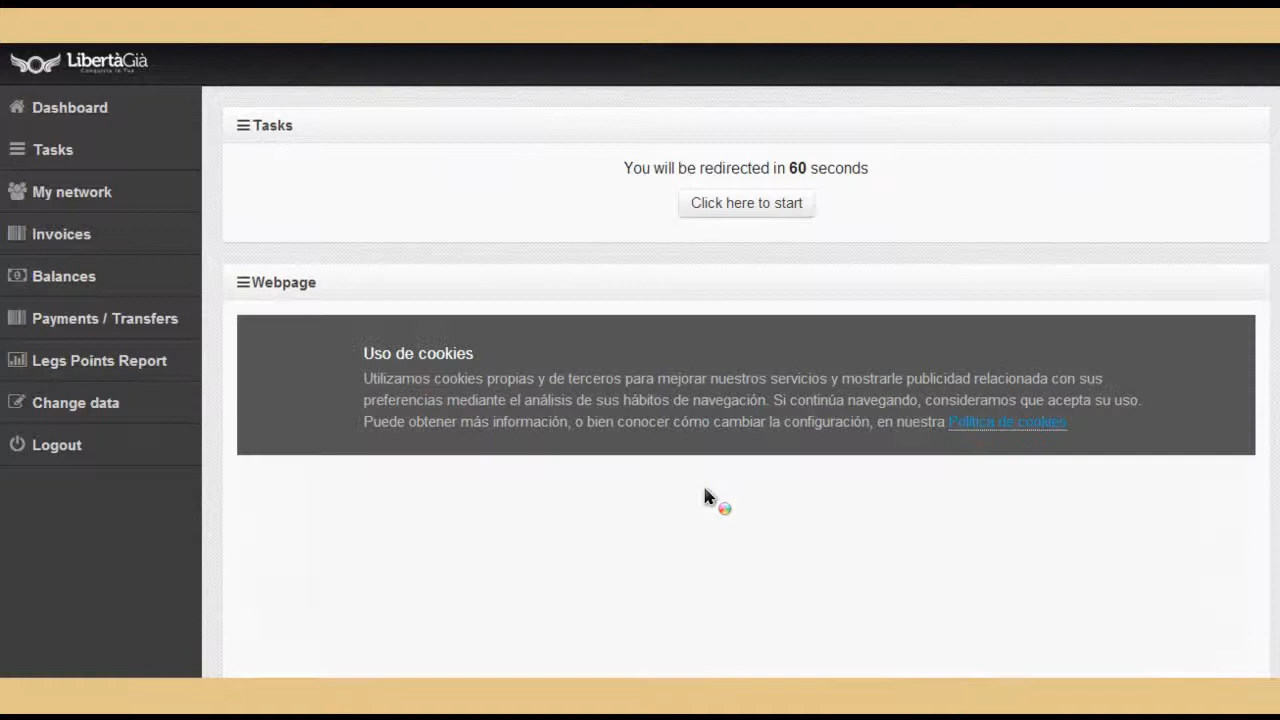 LibertàGià
Conquista la Tua
Dashboard
Tasks
My network
Invoices
Balances
Payments / Transfers
Legs Points Report
Change data
Logout
Tasks
You will be redirected in 60 seconds
Click here to start
Webpage
Uso de cookies
Utilizamos cookies propias y de terceros para mejorar nuestros servicios y mostrarle publicidad relacionada con sus
preferencias mediante el análisis de sus hábitos de navegación. Si continúa navegando, consideramos que acepta su uso.
Puede obtener más información, o bien conocer cómo cambiar la configuración, en nuestra Política de cookies